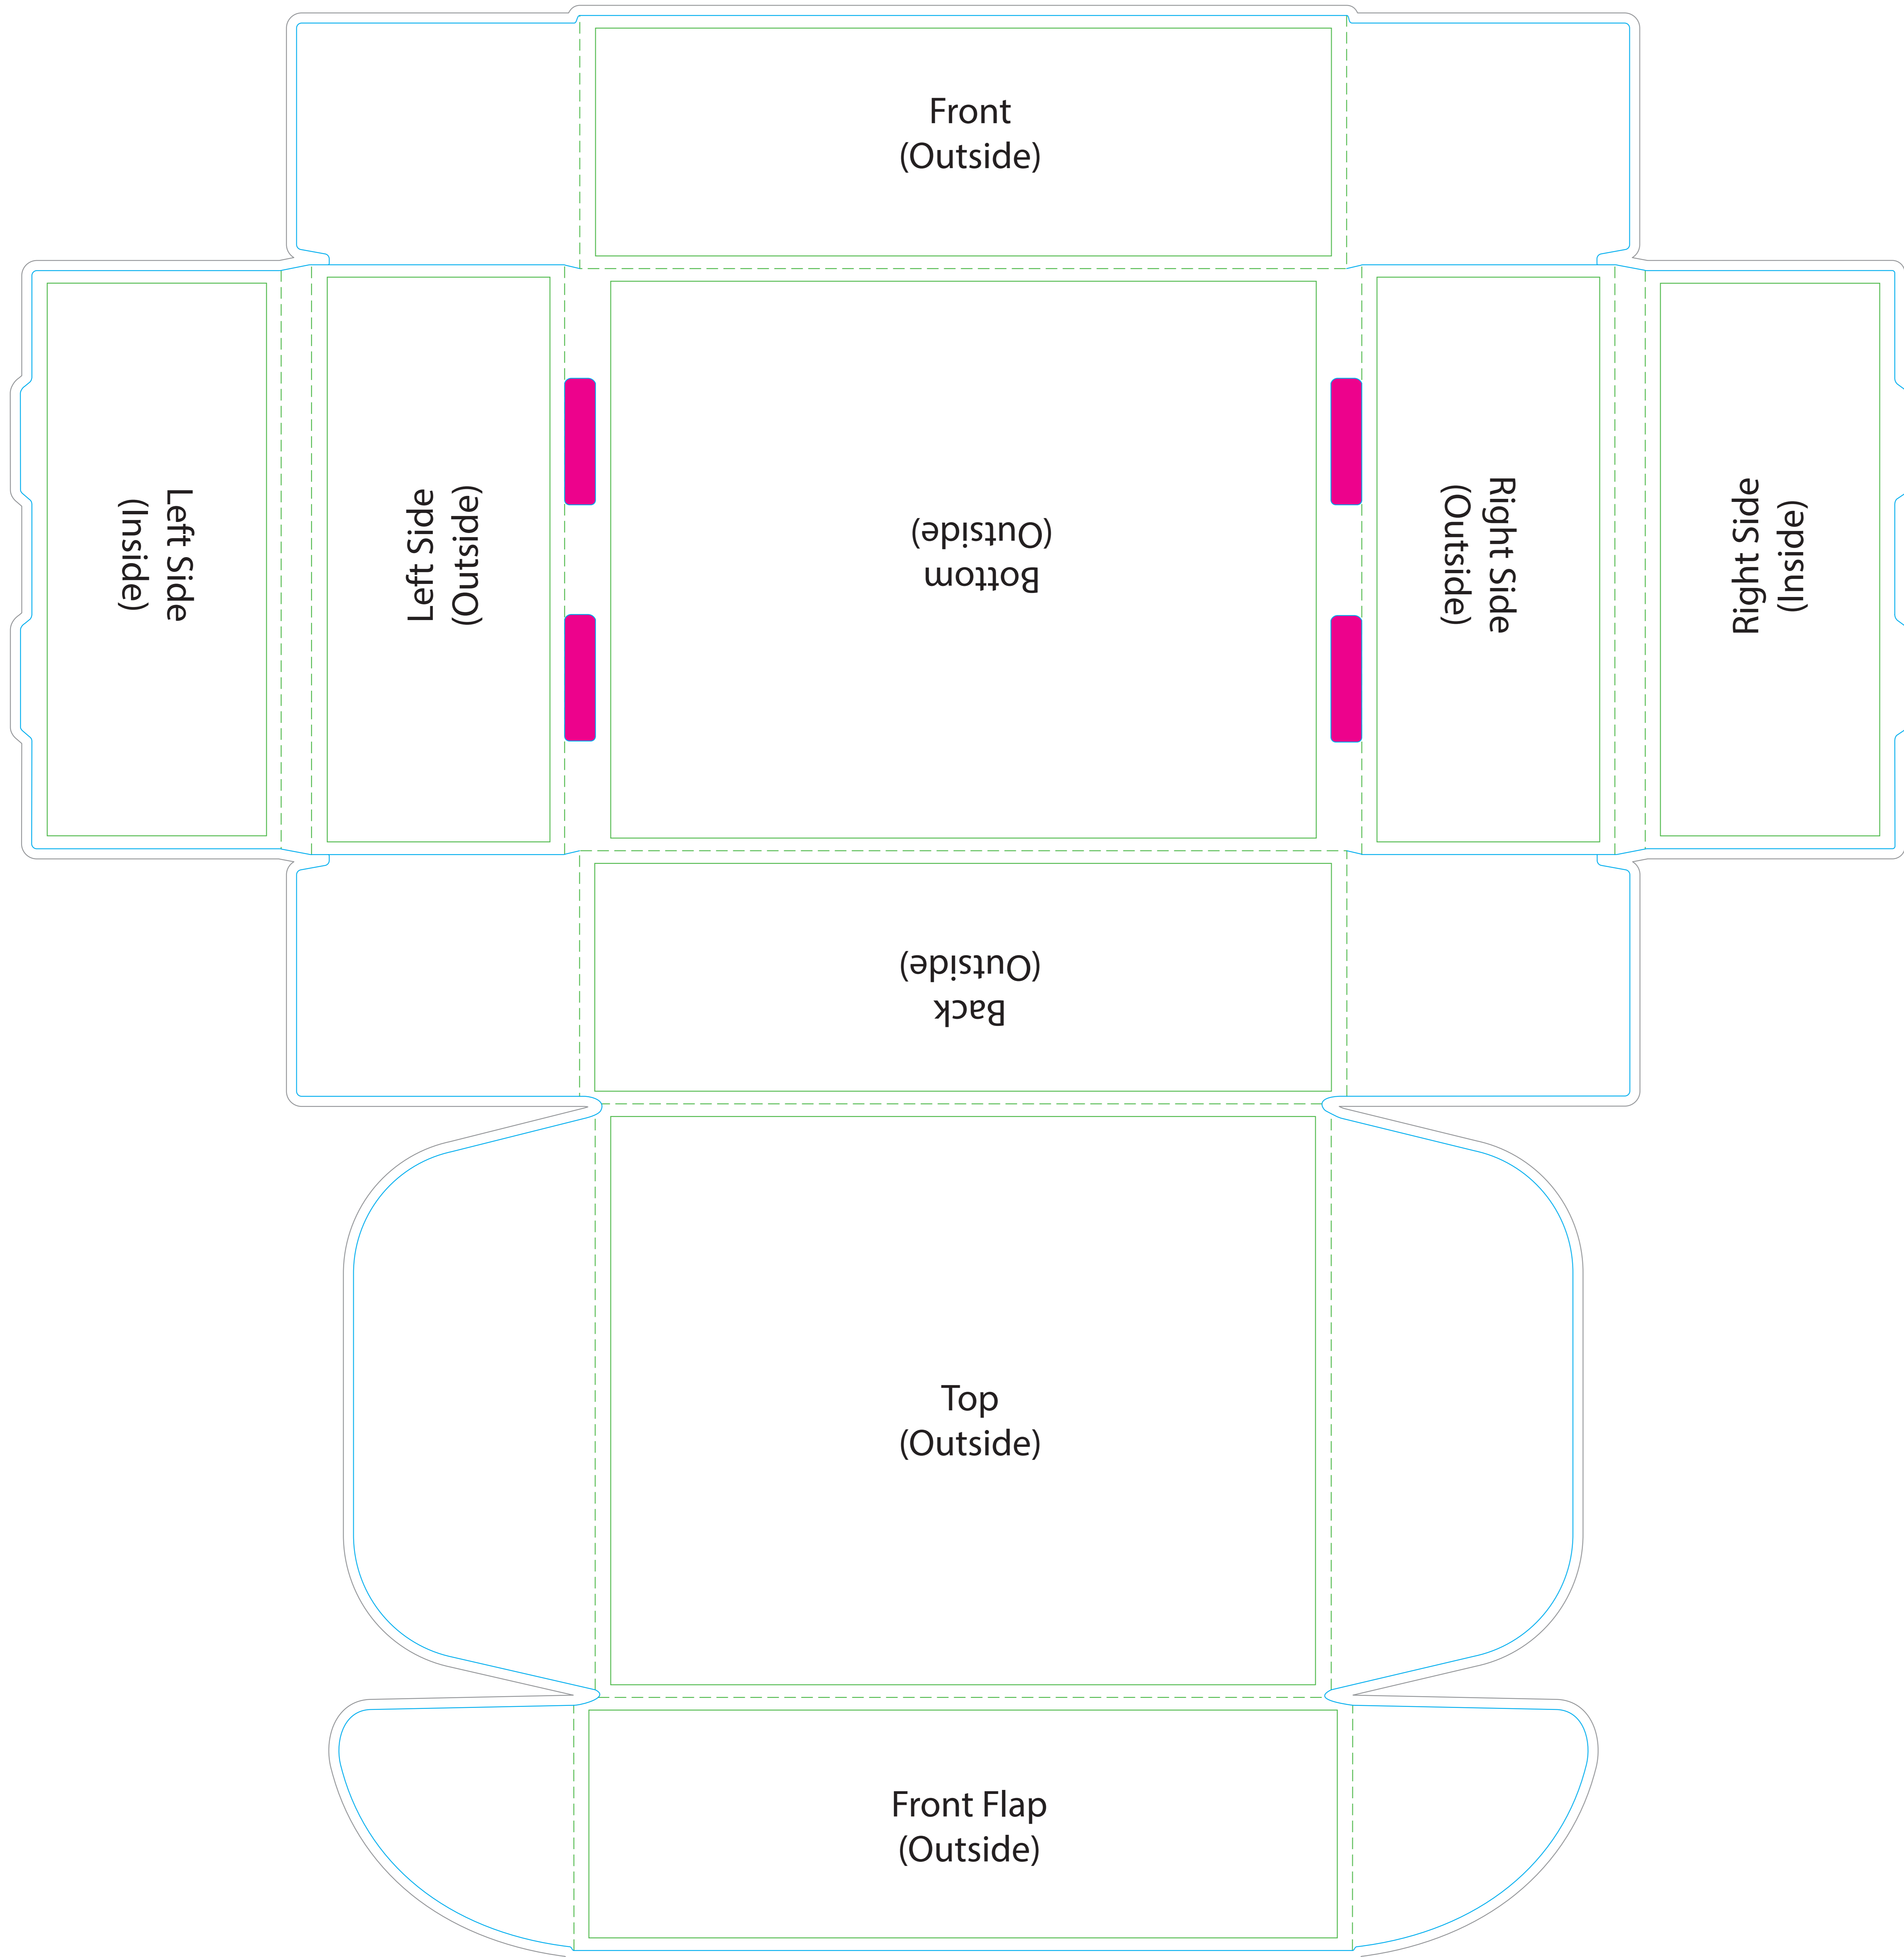 Front
(Outside)
Left Side
(Inside)
Left Side
(Outside)
Bottom
(Outside)
Right Side
(Outside)
Right Side
(Inside)
Back
(Outside)
Top
(Outside)
Front Flap
(Outside)